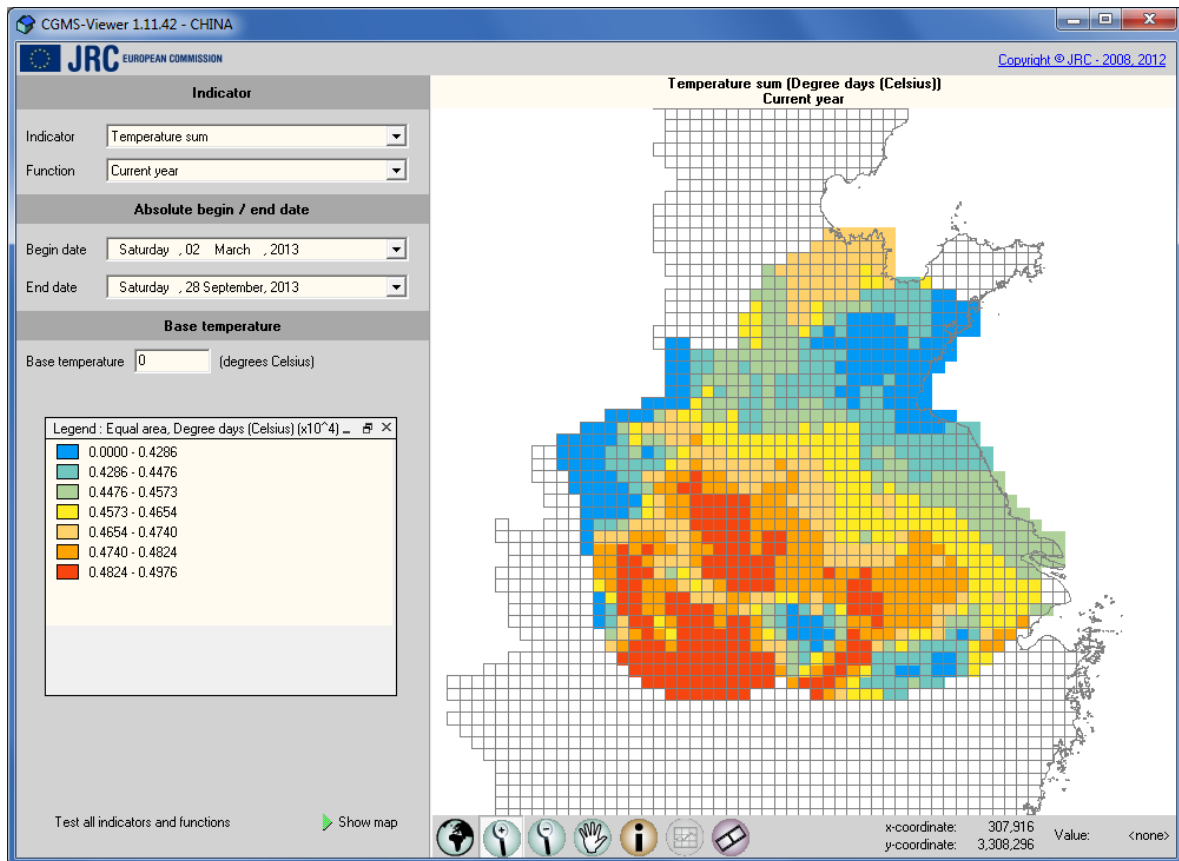 CGMS-Viewer 1.11.42 - CHINA
JRC EUROPEAN COMMISSION
Copyright © JRC - 2008, 2012
Indicator
Indicator Temperature sum
Function Current year
Absolute begin / end date
Begin date Saturday , 02 March , 2013
End date Saturday , 28 September, 2013
Base temperature
Base temperature 0 (degrees Celsius)
Legend : Equal area, Degree days (Celsius) (x10^4)
0.0000 - 0.4286
0.4286 - 0.4476
0.4476 - 0.4573
0.4573 - 0.4654
0.4654 - 0.4740
0.4740 - 0.4824
0.4824 - 0.4976
Test all indicators and functions
Show map
Temperature sum (Degree days (Celsius))
Current year
x-coordinate: 307,916
y-coordinate: 3,308,296
Value: <none>